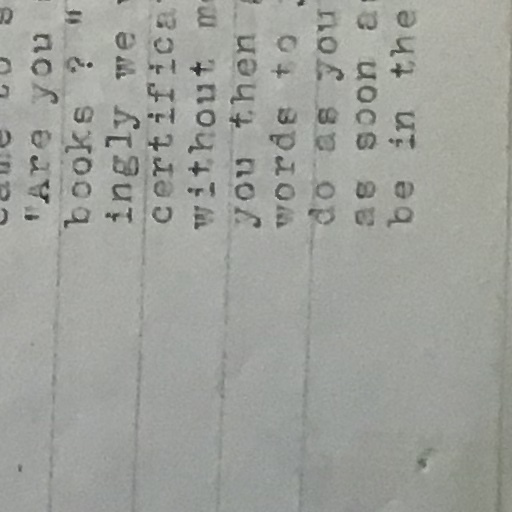 came to s
"Are you
books ? "
ingly we
certifica
without m
you then
words to
do as you
as soon a
be in the